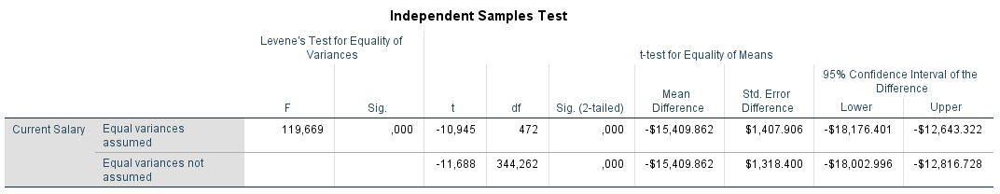 Independent Samples Test
Levene's Test for Equality of
Variances
t-test for Equality of Means
95% Confidence Interval of the
Difference
F
Sig.
t
df
Sig. (2-tailed)
Mean
Difference
Std. Error
Difference
Lower
Upper
Current Salary
Equal variances
assumed
119,669 ,000 -10,945 472 ,000 -$15,409.862 $1,407.906 -$18,176.401 -$12,643.322
Equal variances not
assumed
-11,688 344,262 ,000 -$15,409.862 $1,318.400 -$18,002.996 -$12,816.728